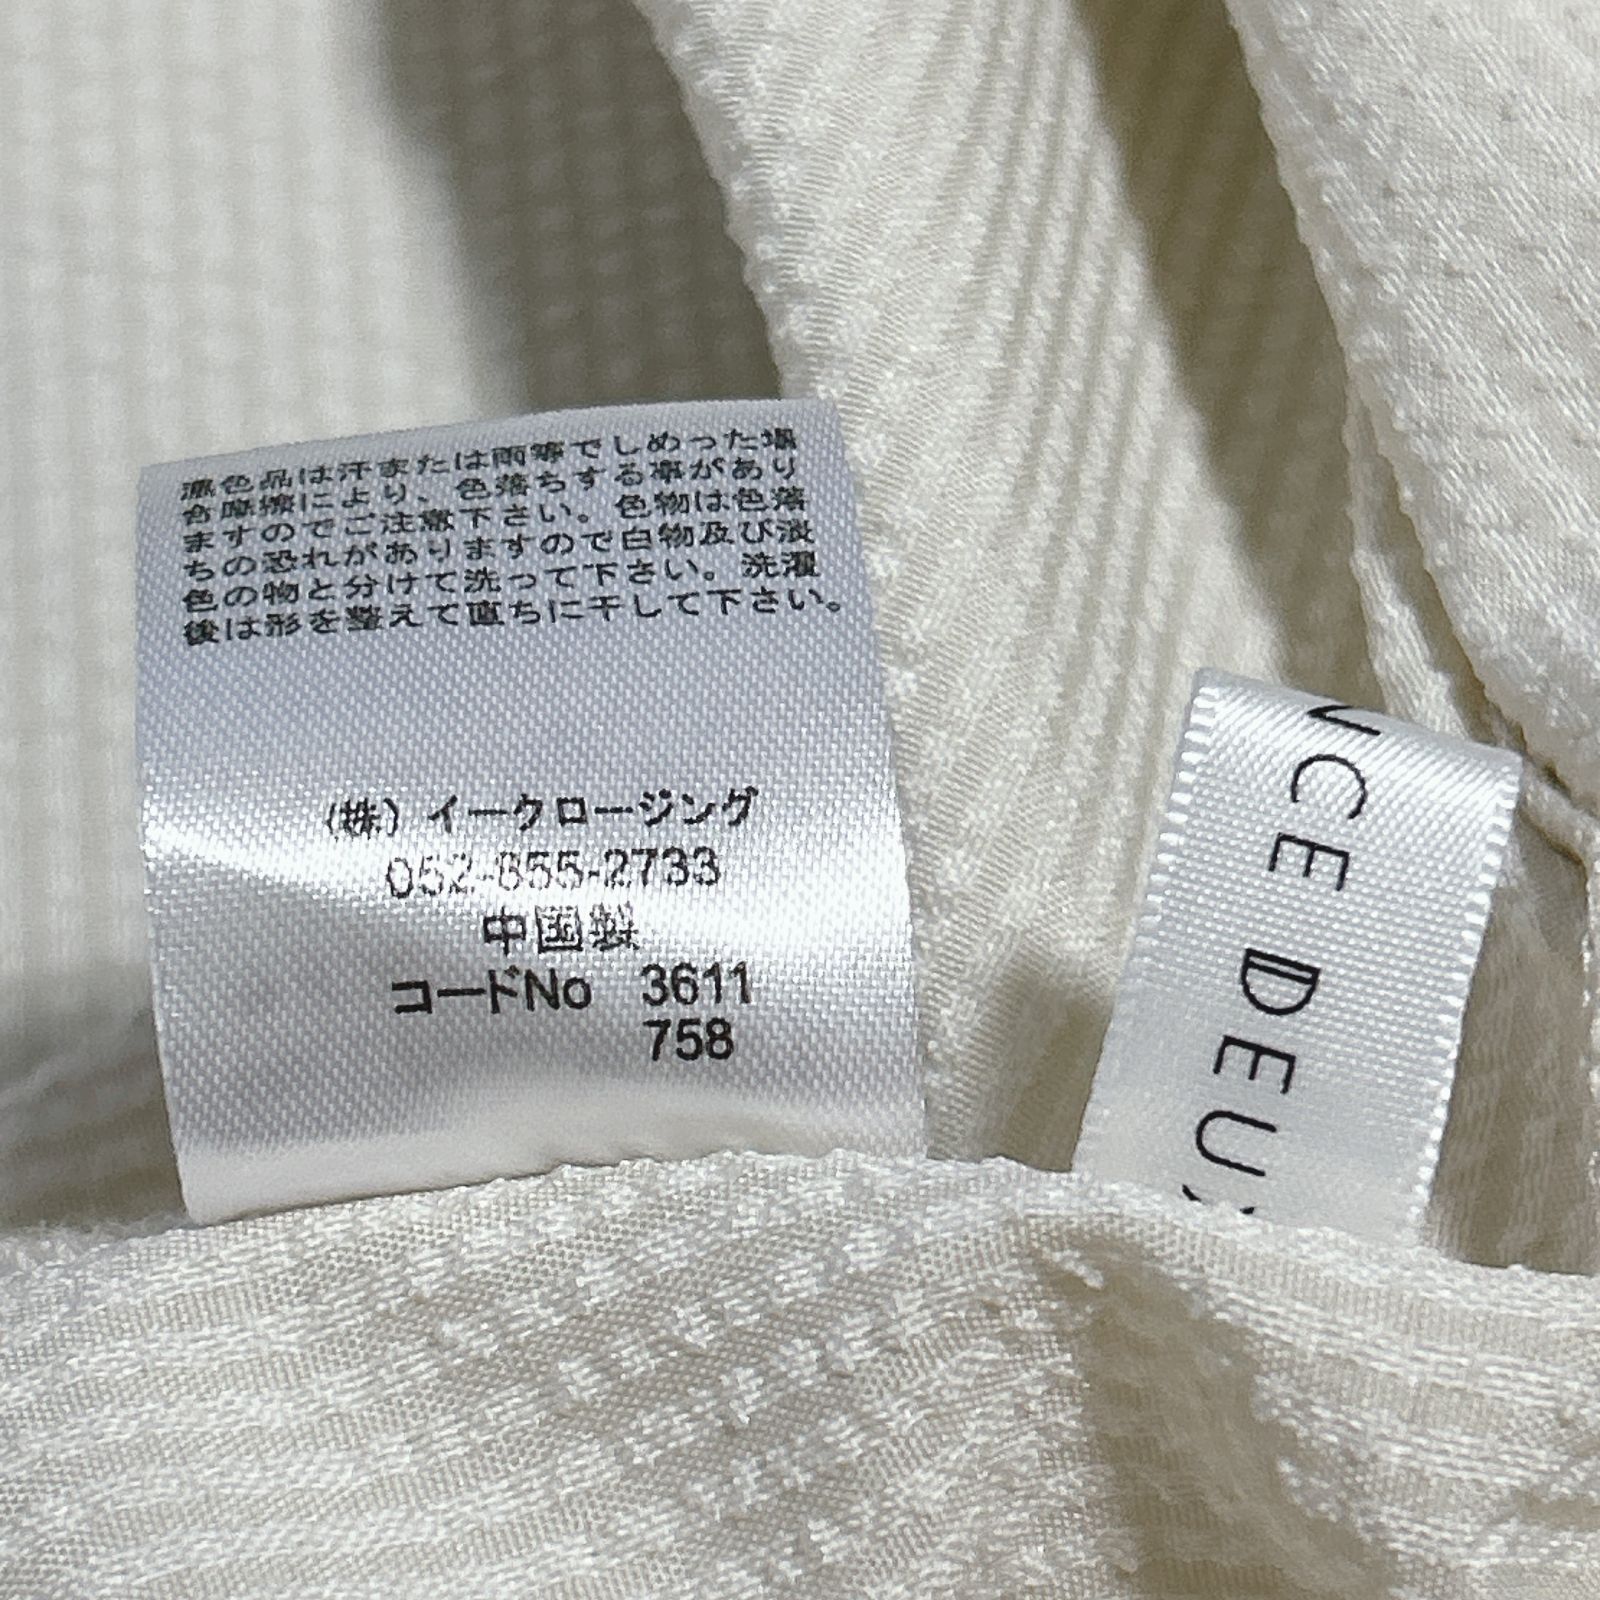 濃色品は汗または雨等でしめった場
合摩擦により、色落ちする事があり
ますのでご注意下さい。色物は色落
ちの恐れがありますので白物及び淡
色の物と分けて洗って下さい。洗濯
後は形を整えて直ちに干して下さい。
(株)イークロージング
052-855-2733
中国製
コードNo 3611
758
NCE DEUX